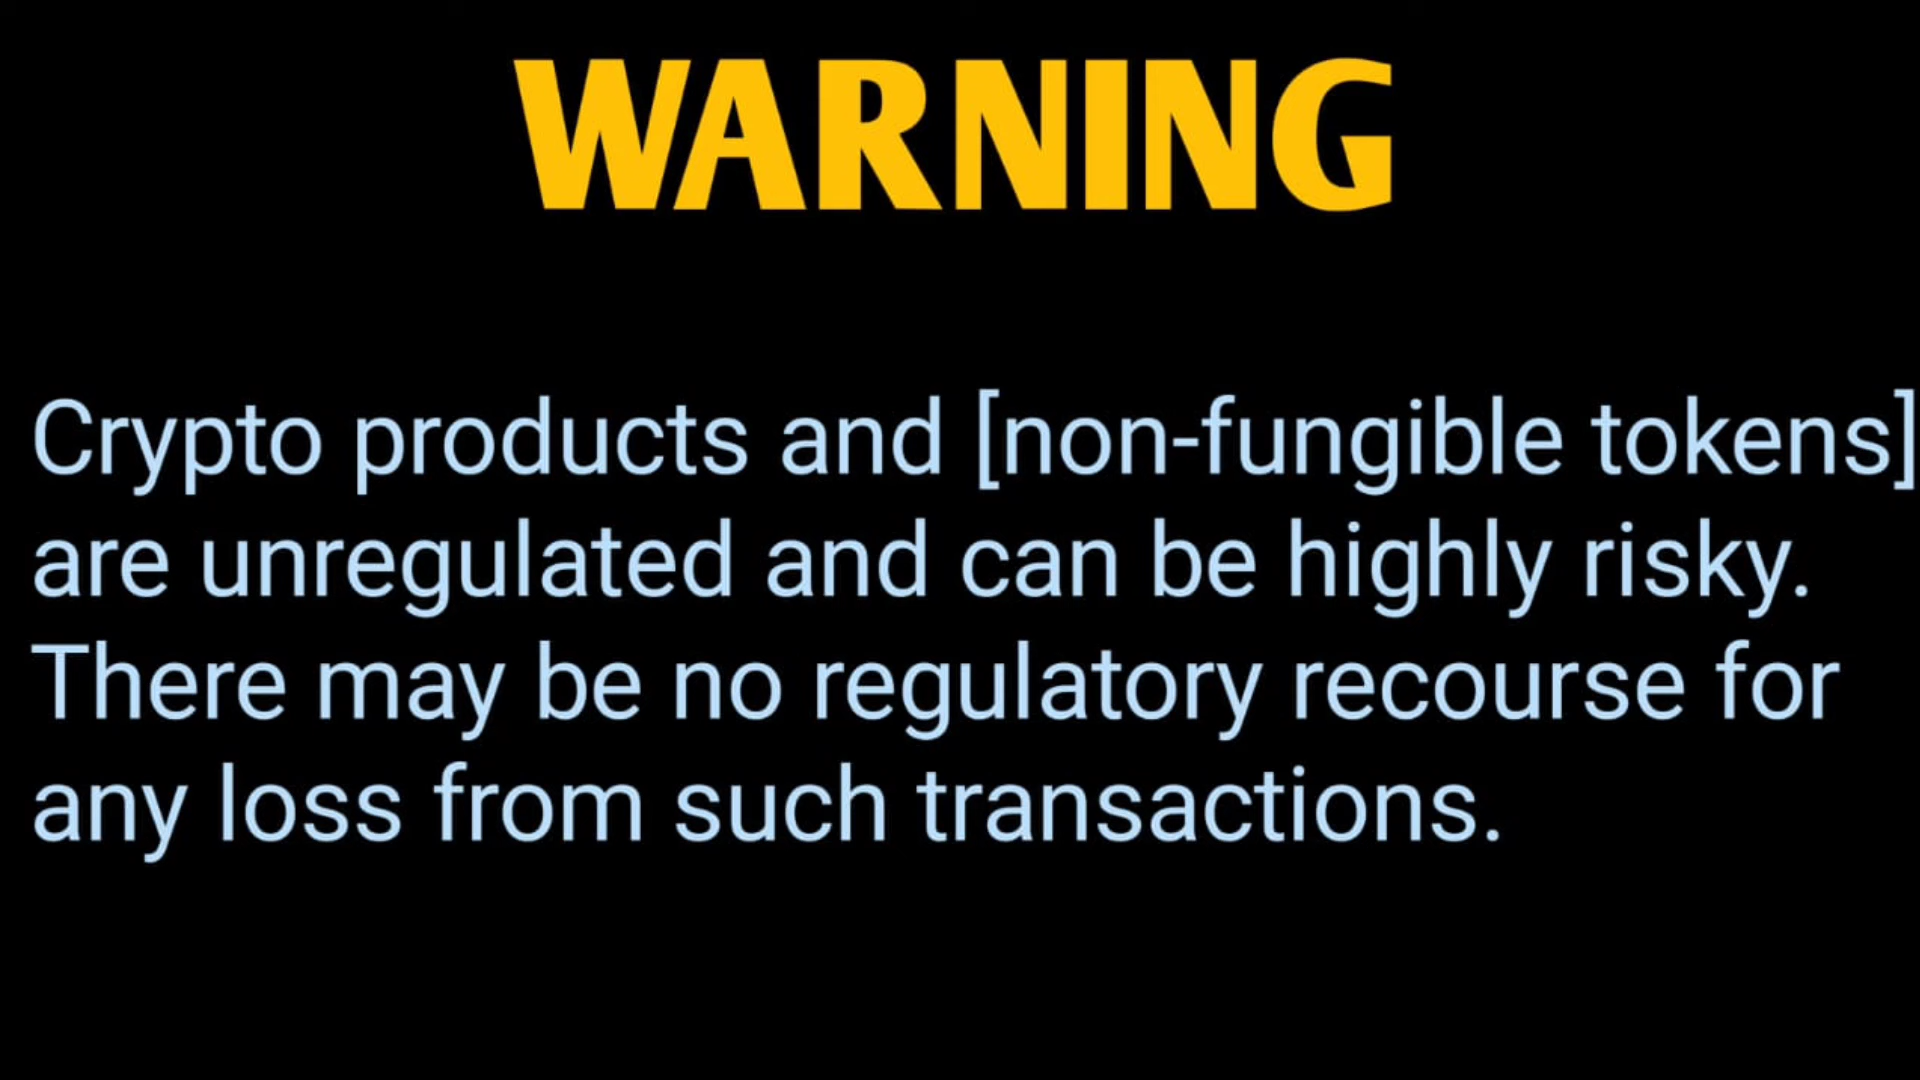 WARNING
Crypto products and [non-fungible tokens]
are unregulated and can be highly risky.
There may be no regulatory recourse for
any loss from such transactions.